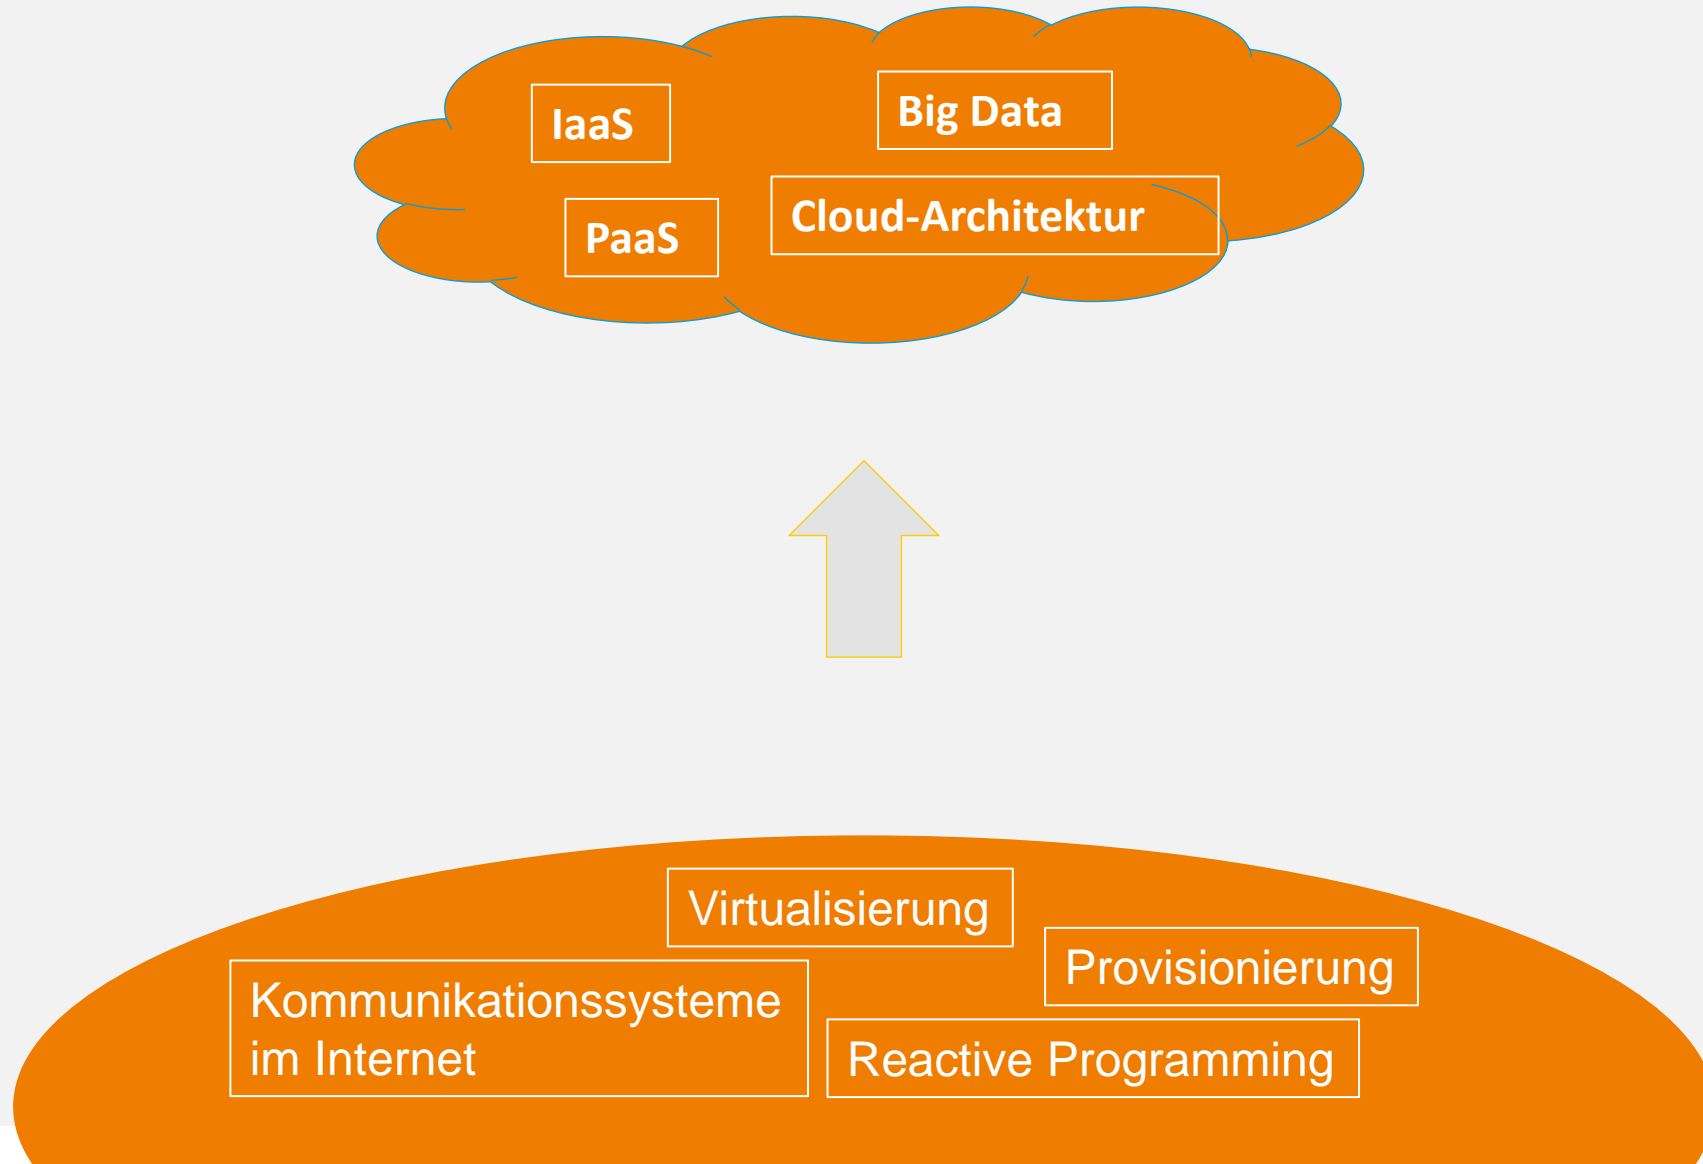 IaaS
Big Data
PaaS
Cloud-Architektur
Virtualisierung
Provisionierung
Kommunikationssysteme
im Internet
Reactive Programming